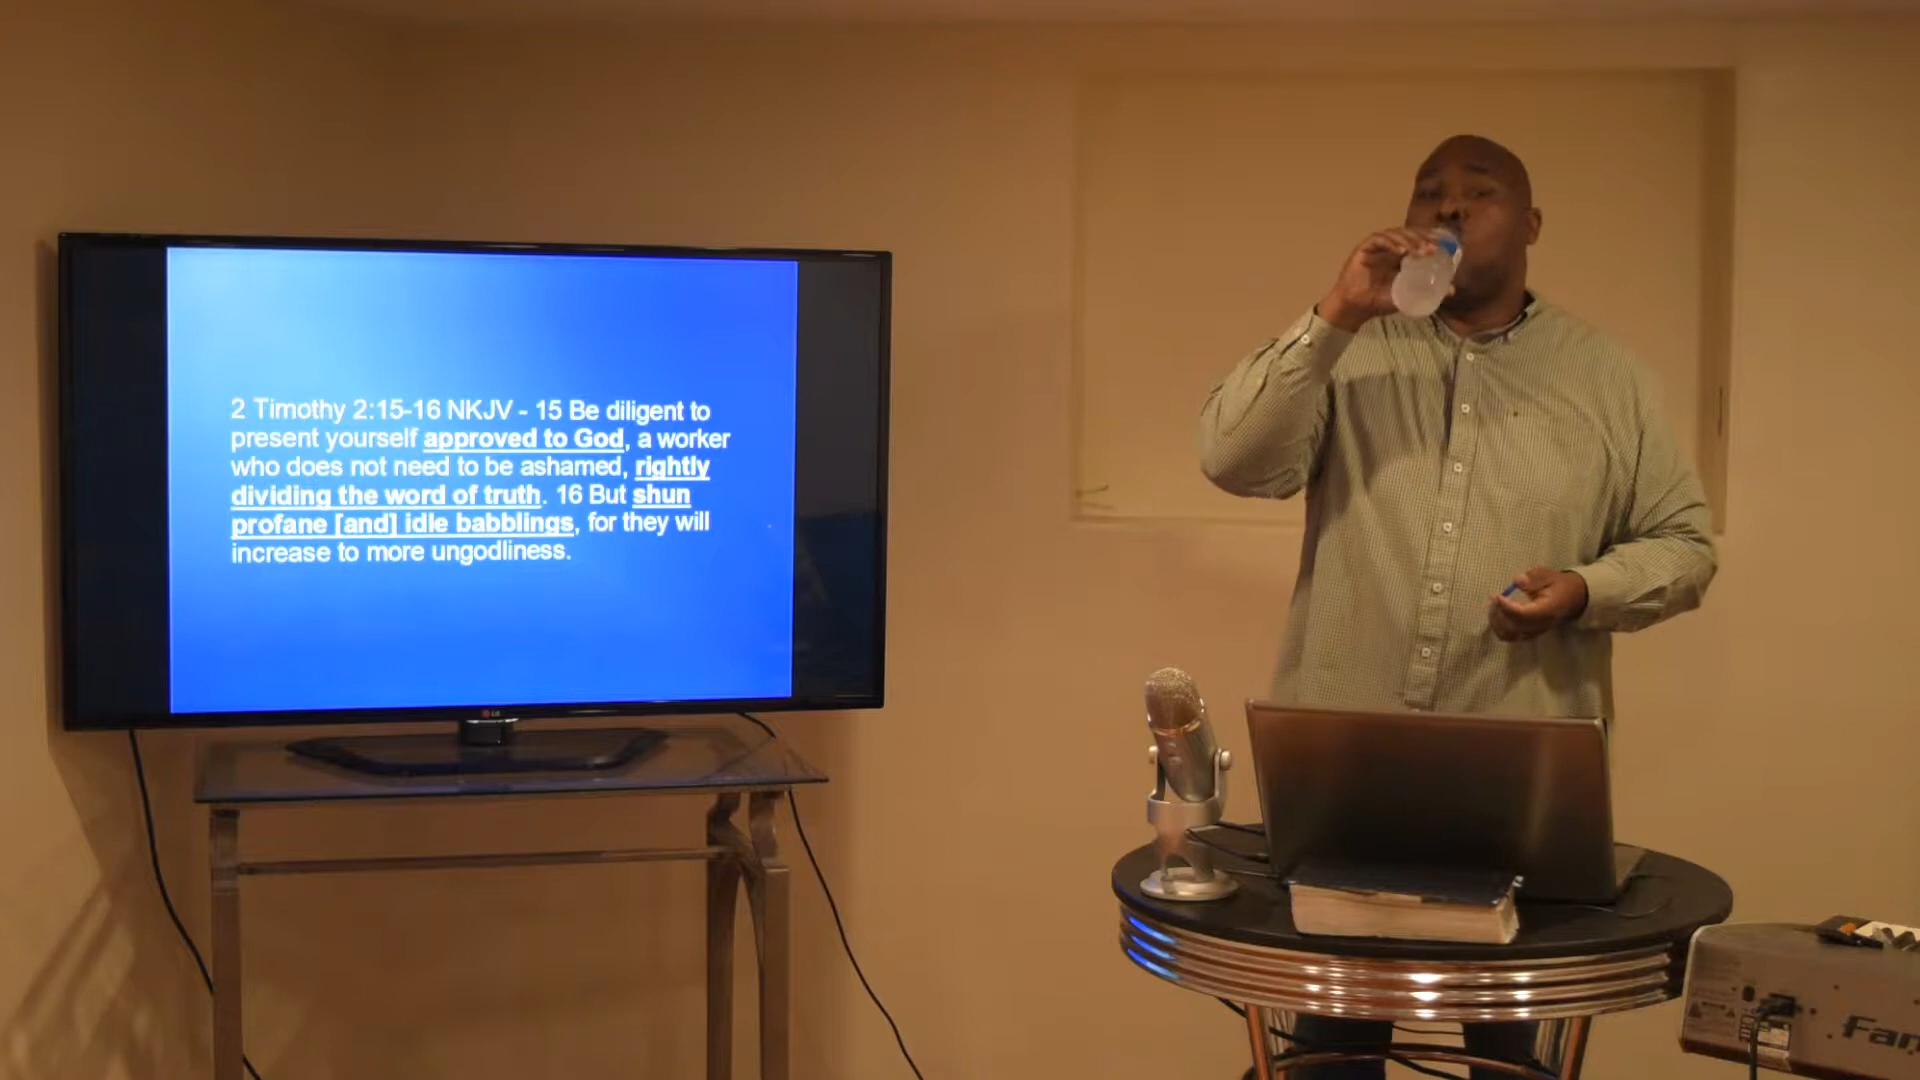 2 Timothy 2:15-16 NKJV - 15 Be diligent to
present yourself approved to God, a worker
who does not need to be ashamed, rightly
dividing the word of truth. 16 But shun
profane [and] idle babblings, for they will
increase to more ungodliness.
LG
Fan